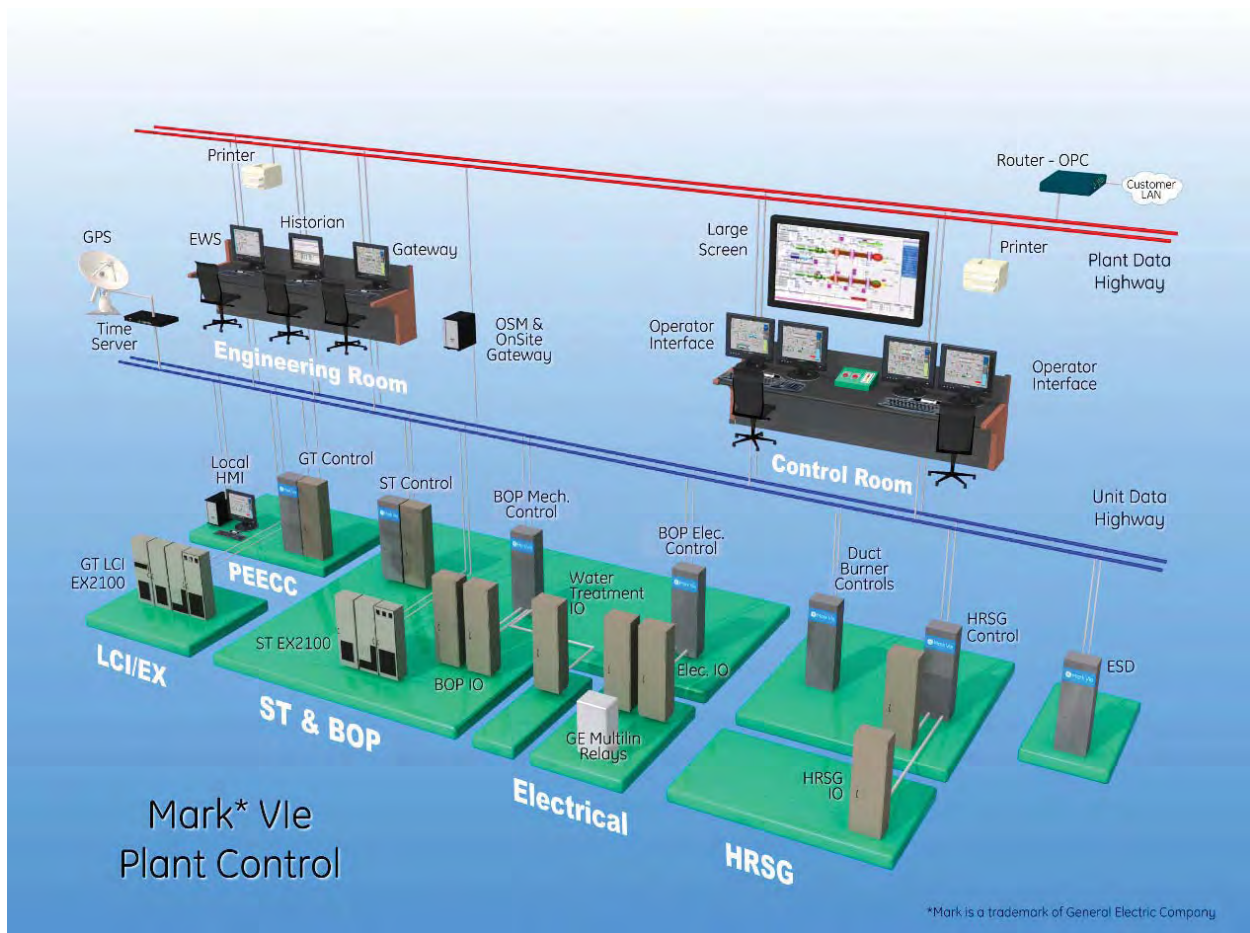 Printer
Router - OPC
Customer
LAN
Historian
GPS
EWS
Gateway
Large
Screen
Printer
Plant Data
Highway
Time
Server
OSM &
OnSite
Gateway
Engineering Room
Operator
Interface
Operator
Interface
Control Room
Local
HMI
GT Control
ST Control
BOP Mech.
Control
Unit Data
Highway
BOP Elec.
Control
Duct
Burner
Controls
GT LCI
EX2100
PEECC
Water
Treatment
IO
HRSG
Control
Mark VIe
ST EX2100
BOP IO
Elec. IO
ESD
Mark VIe
LCI/EX
ST & BOP
GE Multilin
Relays
HRSG
IO
Electrical
HRSG
Mark* VIe
Plant Control
*Mark is a trademark of General Electric Company